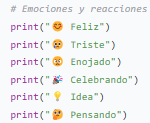 # Emociones y reacciones
print("😊 Feliz")
print("😢 Triste")
print("😡 Enojado")
print("🎉 Celebrando")
print("💡 Idea")
print("🤔 Pensando")